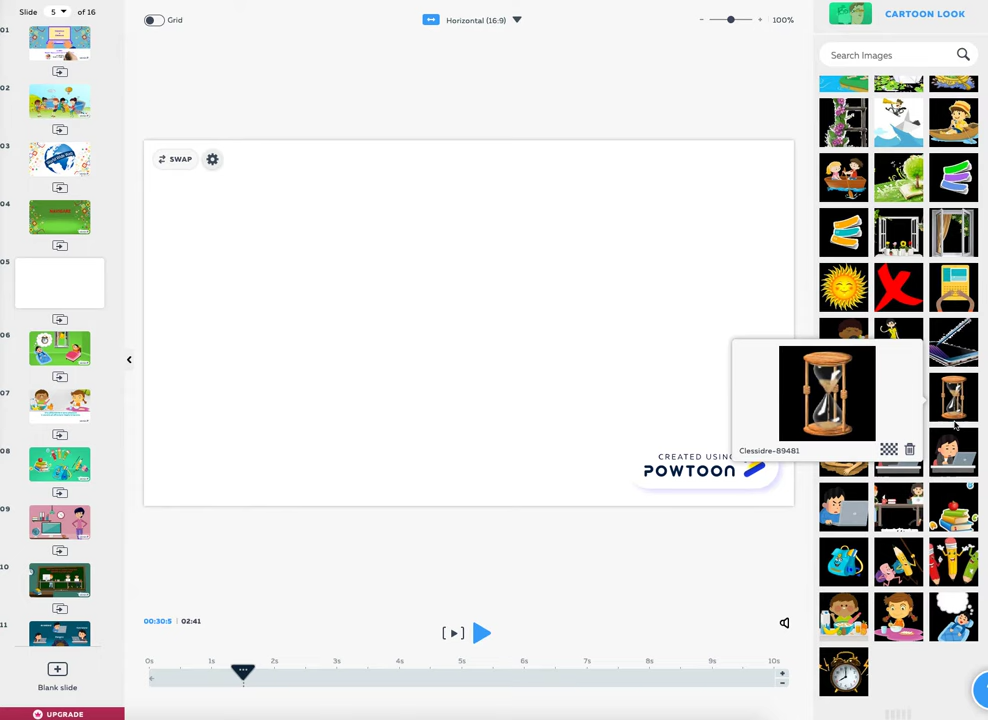 Slide 5 of 16
Grid
Horizontal (16:9)
- + 100%
CARTOON LOOK
Search Images
01
02
03
04
05
06
07
08
09
10
11
SWAP
Clessidre-89481
CREATED USING
POWTOON
00:30:5 | 02:41
0s 1s 2s 3s 4s 5s 6s 7s 8s 9s 10s
+
-
Blank slide
UPGRADE